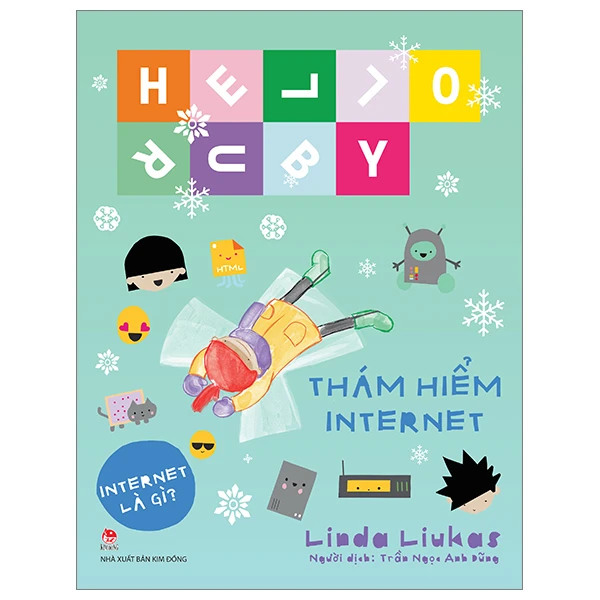 HELLO
RUBY
HTML
THÁM HIỂM
INTERNET
INTERNET
LÀ GÌ?
Linda Liukas
Người dịch: Trần Ngọc Anh Dũng
NHÀ XUẤT BẢN KIM ĐỒNG